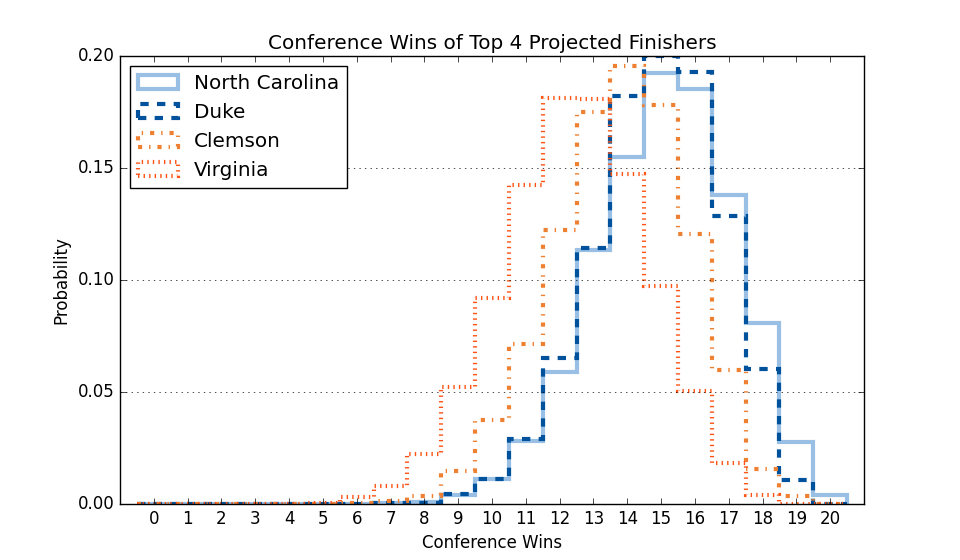 Conference Wins of Top 4 Projected Finishers
0.20
North Carolina
Duke
Clemson
Virginia
0.15
0.10
0.05
0.00
Probability
0 1 2 3 4 5 6 7 8 9 10 11 12 13 14 15 16 17 18 19 20
Conference Wins